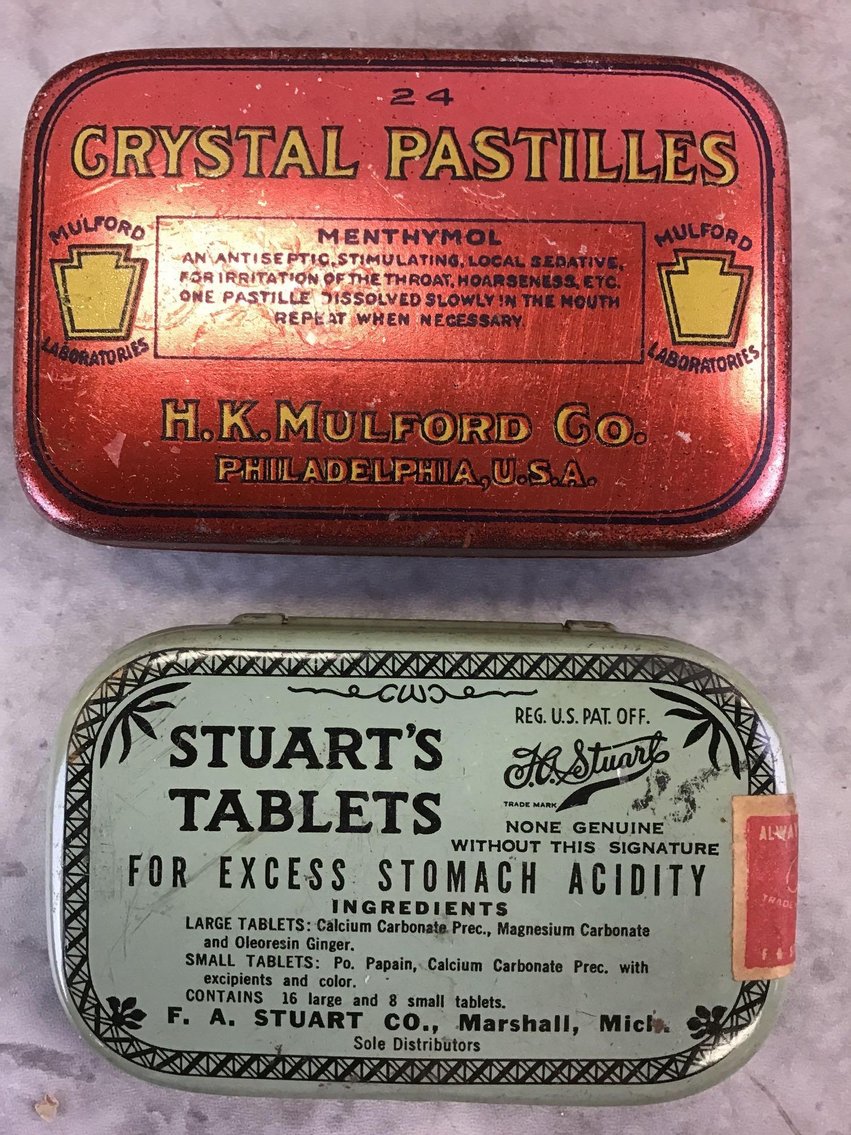 24
CRYSTAL PASTILLES
MULFORD
LABORATORIES
MENTHYMOL
AN ANTISEPTIC, STIMULATING, LOCAL SEDATIVE,
FOR IRRITATION OF THE THROAT, HOARSENESS, ETC.
ONE PASTILLE DISSOLVED SLOWLY IN THE MOUTH
REPEAT WHEN NECESSARY.
MULFORD
LABORATORIES
H.K. MULFORD CO.
PHILADELPHIA, U.S.A.
STUART'S
TABLETS
REG. U.S. PAT. OFF.
F.A. Stuart
TRADE MARK
NONE GENUINE
WITHOUT THIS SIGNATURE
FOR EXCESS STOMACH ACIDITY
INGREDIENTS
LARGE TABLETS: Calcium Carbonate Prec., Magnesium Carbonate
and Oleoresin Ginger.
SMALL TABLETS: Po. Papain, Calcium Carbonate Prec. with
excipients and color.
CONTAINS 16 large and 8 small tablets.
F. A. STUART CO., Marshall, Mich.
Sole Distributors